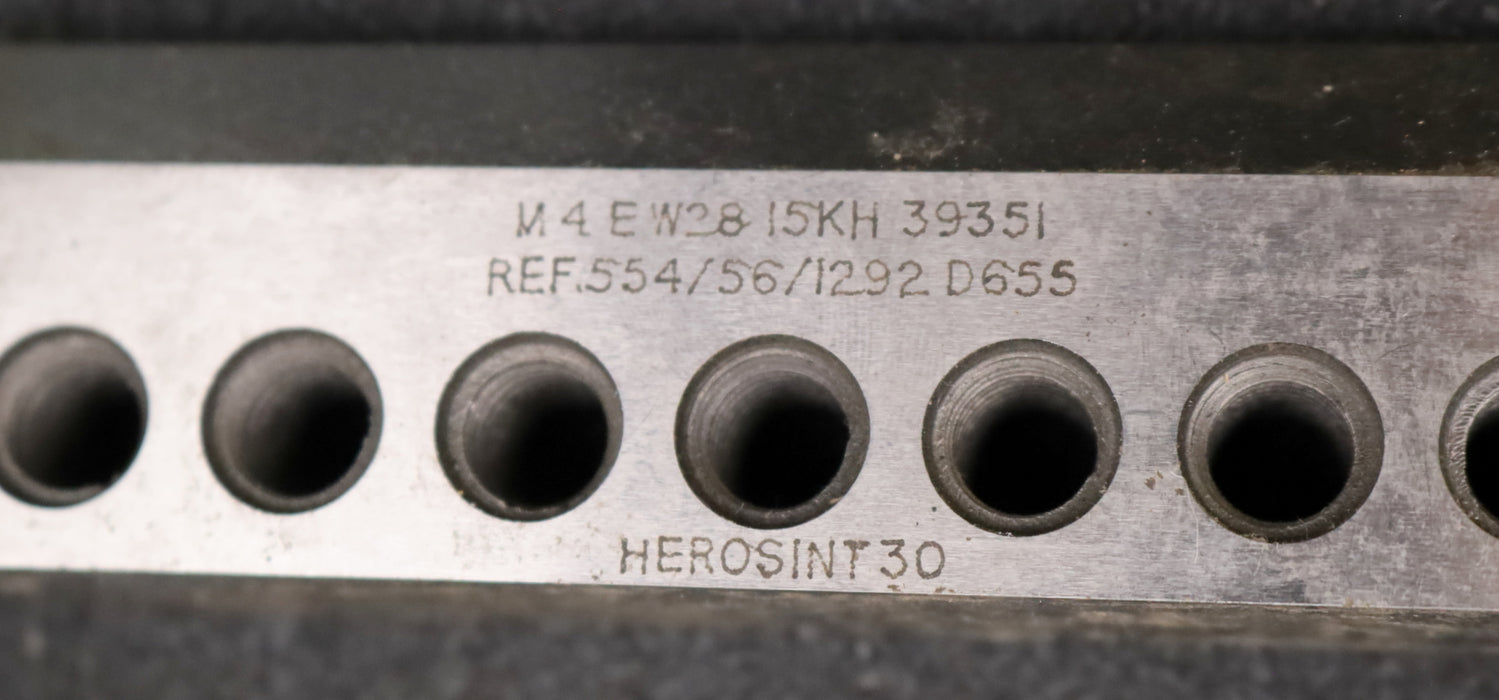 M 4 E W28 15KH 39351
REF.554/56/1292 D655
HEROSINT 30